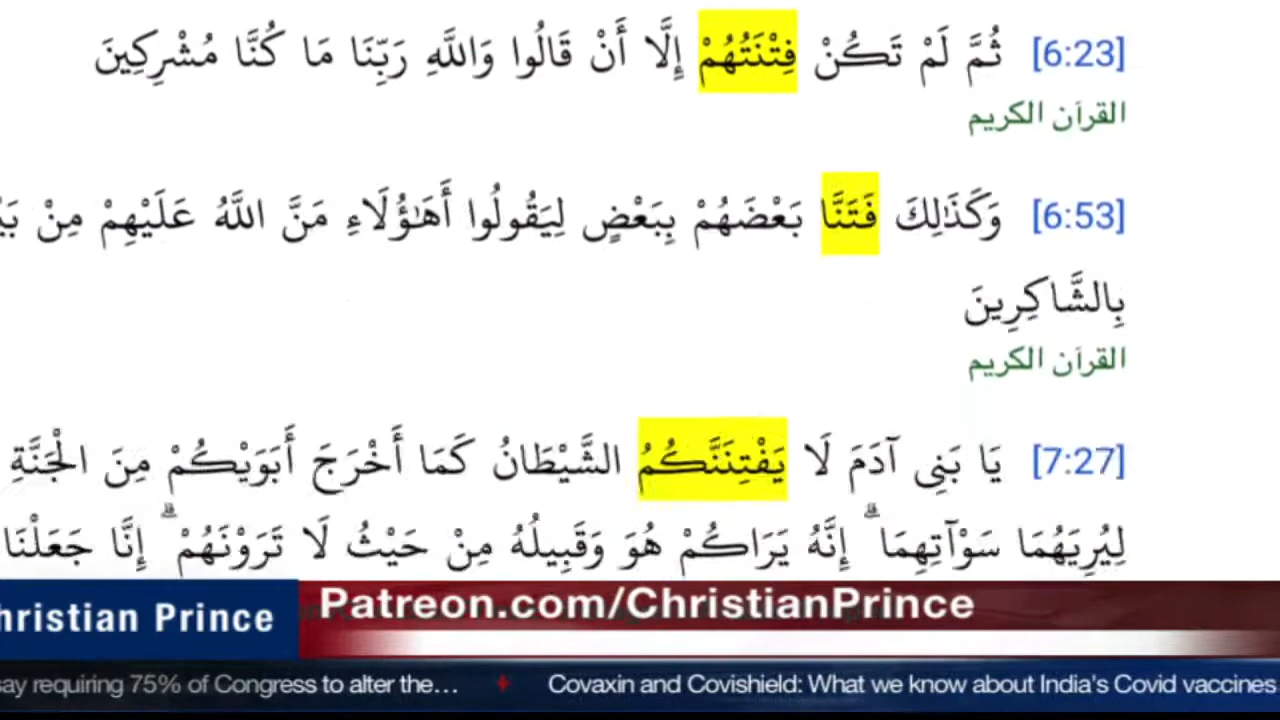 [6:23] ثُمَّ لَمْ تَكُنْ فِتْنَتُهُمْ إِلَّا أَنْ قَالُوا وَاللَّهِ رَبِّنَا مَا كُنَّا مُشْرِكِينَ
القرآن الكريم
[6:53] وَكَذَٰلِكَ فَتَنَّا بَعْضَهُمْ بِبَعْضٍ لِيَقُولُوا أَهَٰؤُلَاءِ مَنَّ اللَّهُ عَلَيْهِمْ مِنْ
بِالشَّاكِرِينَ
القرآن الكريم
[7:27] يَا بَنِي آدَمَ لَا يَفْتِنَنَّكُمُ الشَّيْطَانُ كَمَا أَخْرَجَ أَبَوَيْكُمْ مِنَ الْجَنَّةِ
لِيُرِيَهُمَا سَوْآتِهِمَا ۗ إِنَّهُ يَرَاكُمْ هُوَ وَقَبِيلُهُ مِنْ حَيْثُ لَا تَرَوْنَهُمْ ۗ إِنَّا جَعَلْنَا
hristian Prince
Patreon.com/ChristianPrince
say requiring 75% of Congress to alter the… Covaxin and Covishield: What we know about India's Covid vaccines